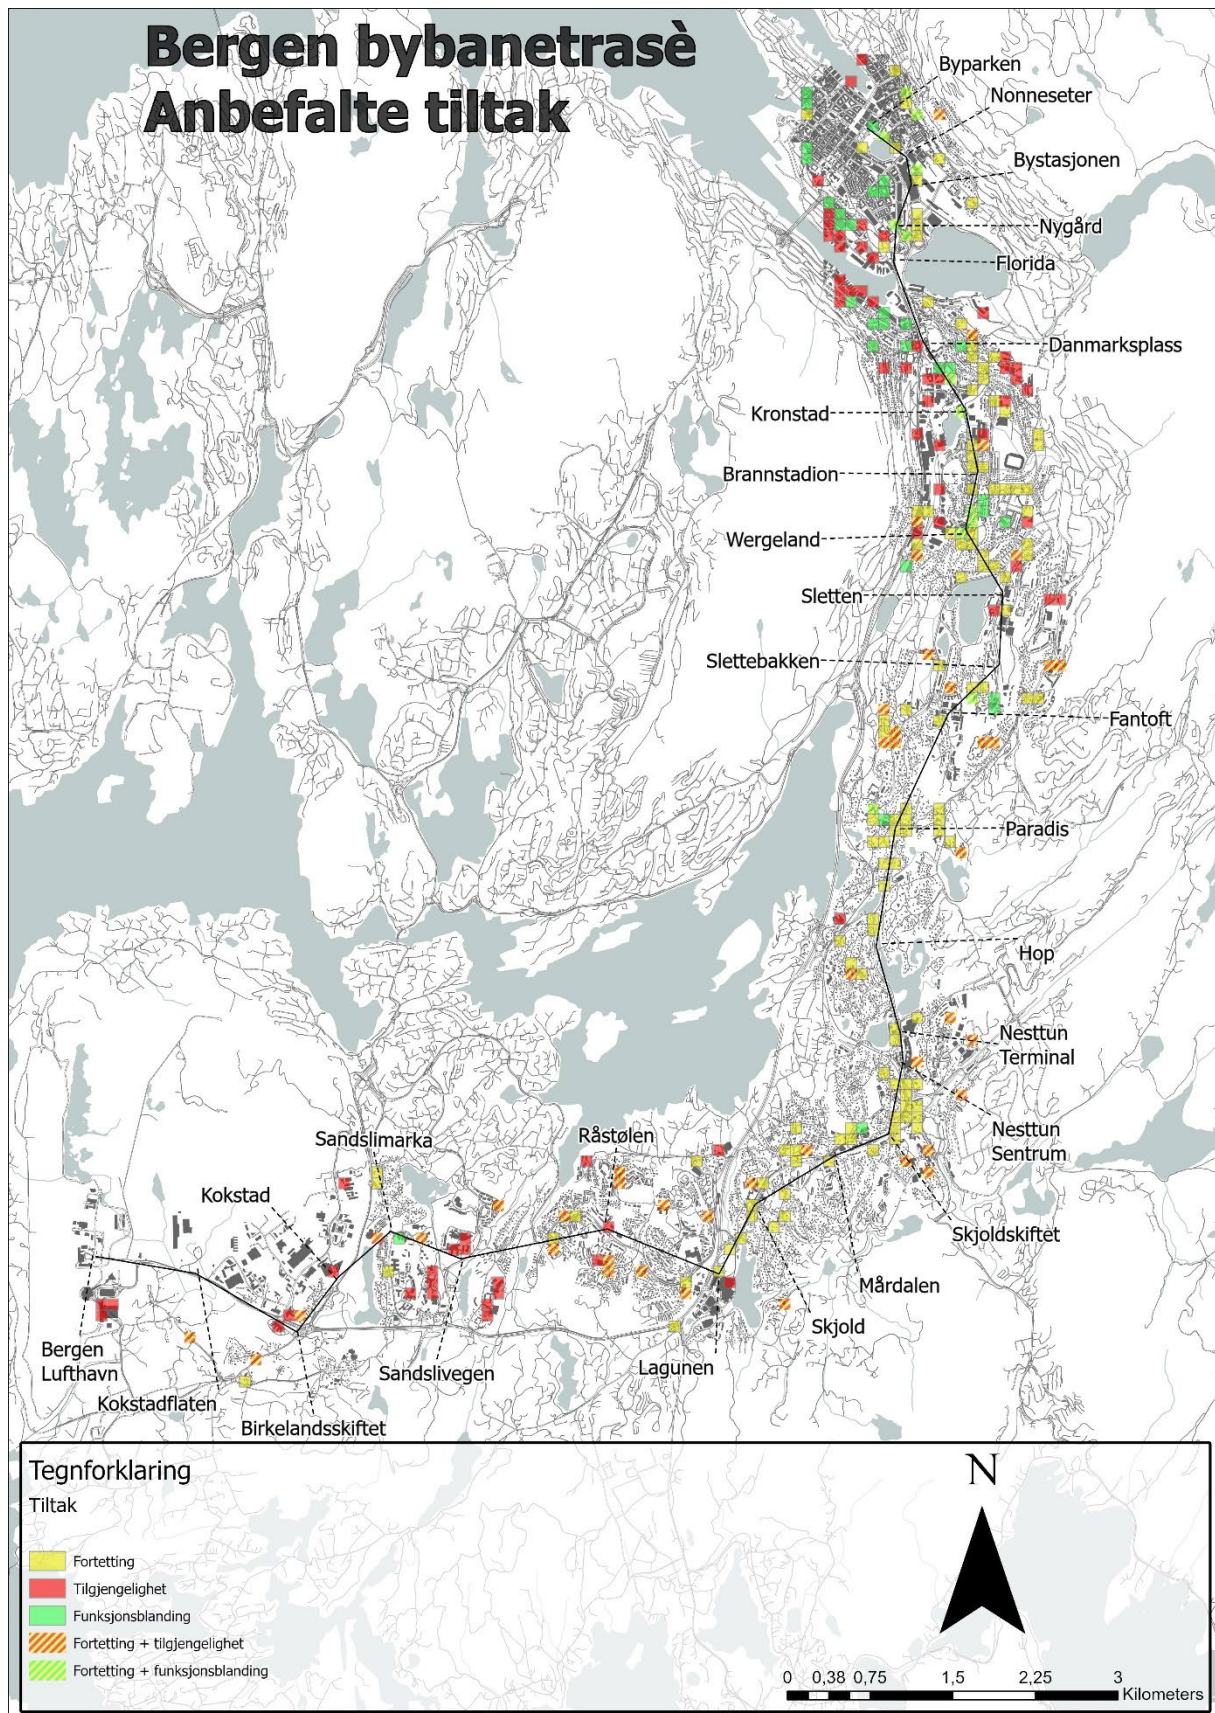 Bergen bybanetrasè
Anbefalte tiltak
Byparken
Nonneseter
Bystasjonen
Nygård
Florida
Danmarksplass
Kronstad
Brannstadion
Wergeland
Sletten
Slettebakken
Fantoft
Paradis
Hop
Nesttun
Terminal
Nesttun
Sentrum
Sandslimarka
Råstølen
Kokstad
Skjoldskiftet
Mårdalen
Skjold
Bergen
Lufthavn
Sandslivegen
Lagunen
Kokstadflaten
Birkelandsskiftet
Tegnforklaring
Tiltak
Fortetting
Tilgjengelighet
Funksjonsblanding
Fortetting + tilgjengelighet
Fortetting + funksjonsblanding
N
0 0,38 0,75 1,5 2,25 3
Kilometers